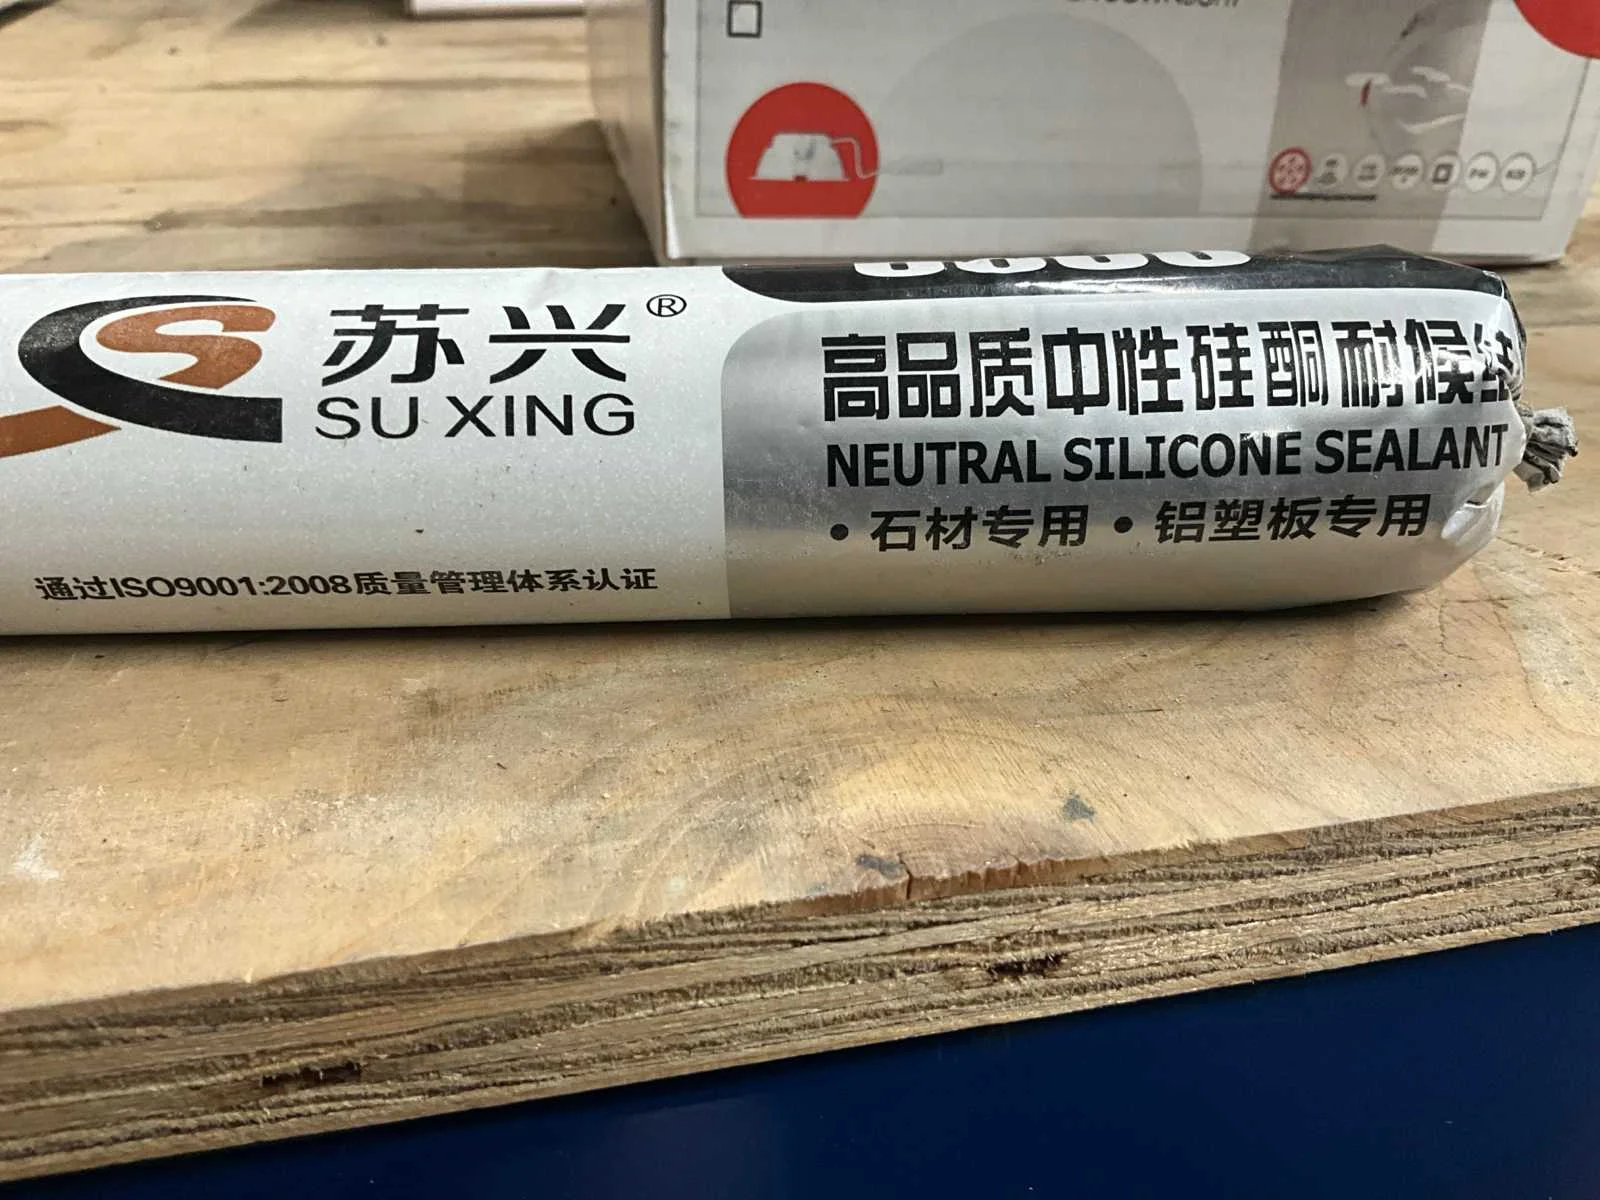 苏兴®
SU XING
通过ISO9001:2008质量管理体系认证
高品质中性硅酮耐候
NEUTRAL SILICONE SEALANT
• 石材专用 • 铝塑板专用